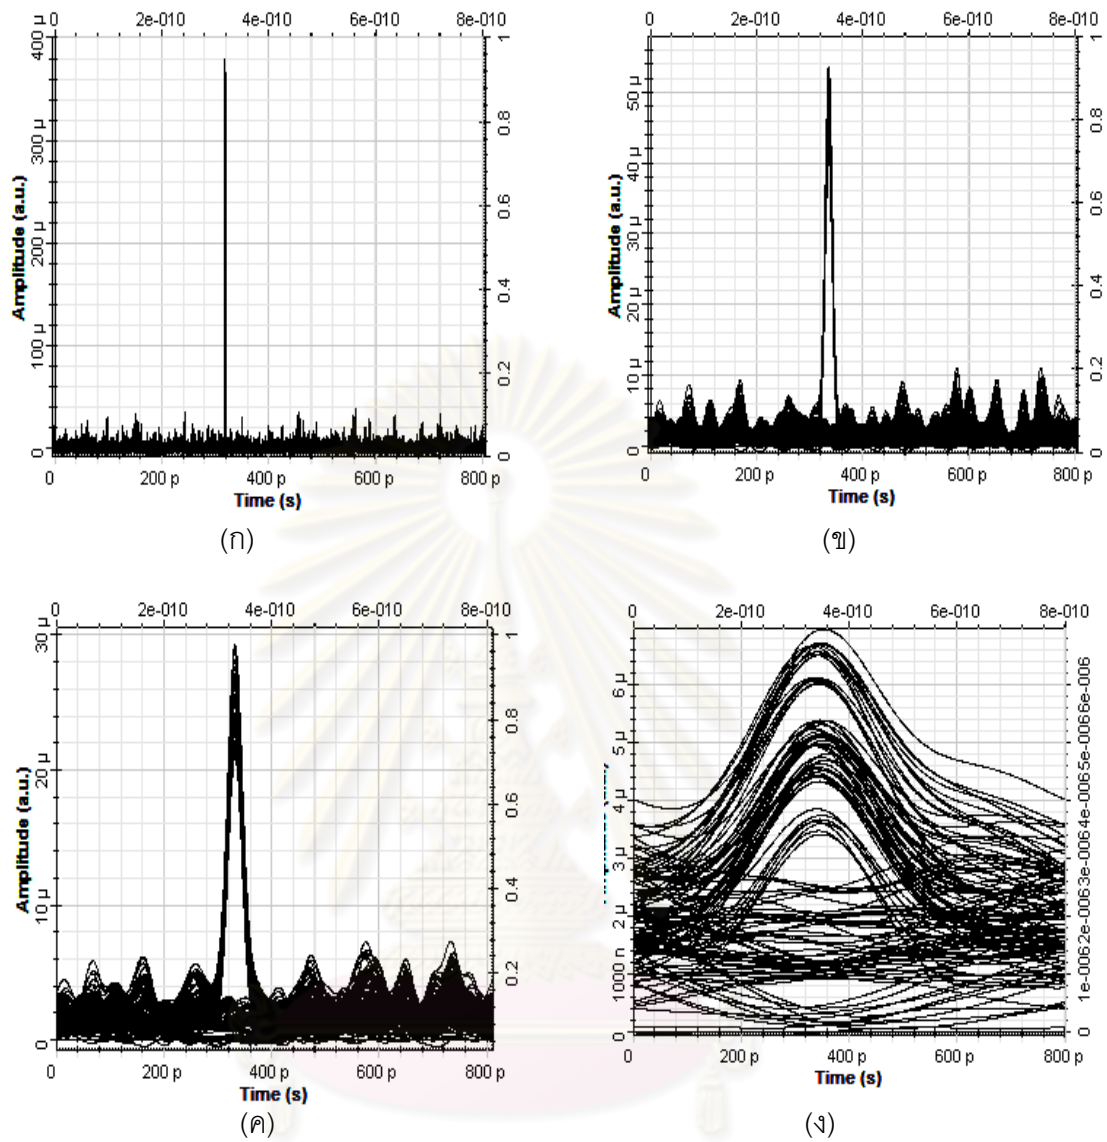 0 2e-010 4e-010 6e-010 8e-010
400 µ 300 µ 200 µ 100 µ 0
Amplitude (a.u.)
1 0.8 0.6 0.4 0.2 0
0 200 p 400 p 600 p 800 p
Time (s)
(ก)
0 2e-010 4e-010 6e-010 8e-010
50 µ 40 µ 30 µ 20 µ 10 µ 0
Amplitude (a.u.)
1 0.8 0.6 0.4 0.2 0
0 200 p 400 p 600 p 800 p
Time (s)
(ข)
0 2e-010 4e-010 6e-010 8e-010
30 µ 20 µ 10 µ 0
Amplitude (a.u.)
1 0.8 0.6 0.4 0.2
0 200 p 400 p 600 p 800 p
Time (s)
(ค)
0 2e-010 4e-010 6e-010 8e-010
6 µ 5 µ 4 µ 3 µ 2 µ 1000 n 0
1e-0062e-0063e-0064e-0065e-0066e-006
0
0 200 p 400 p 600 p 800 p
Time (s)
(ง)